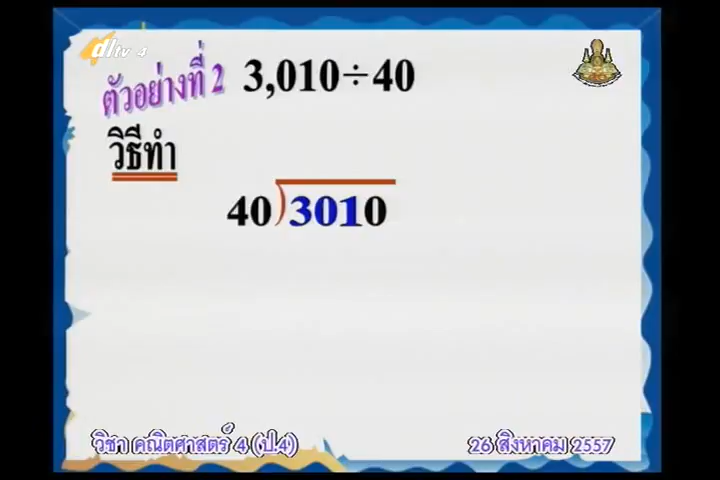 dltv 4
ตัวอย่างที่ 2 3,010÷40
วิธีทำ
40)3010
วิชา คณิตศาสตร์ 4 (ป.4) 26 สิงหาคม 2557